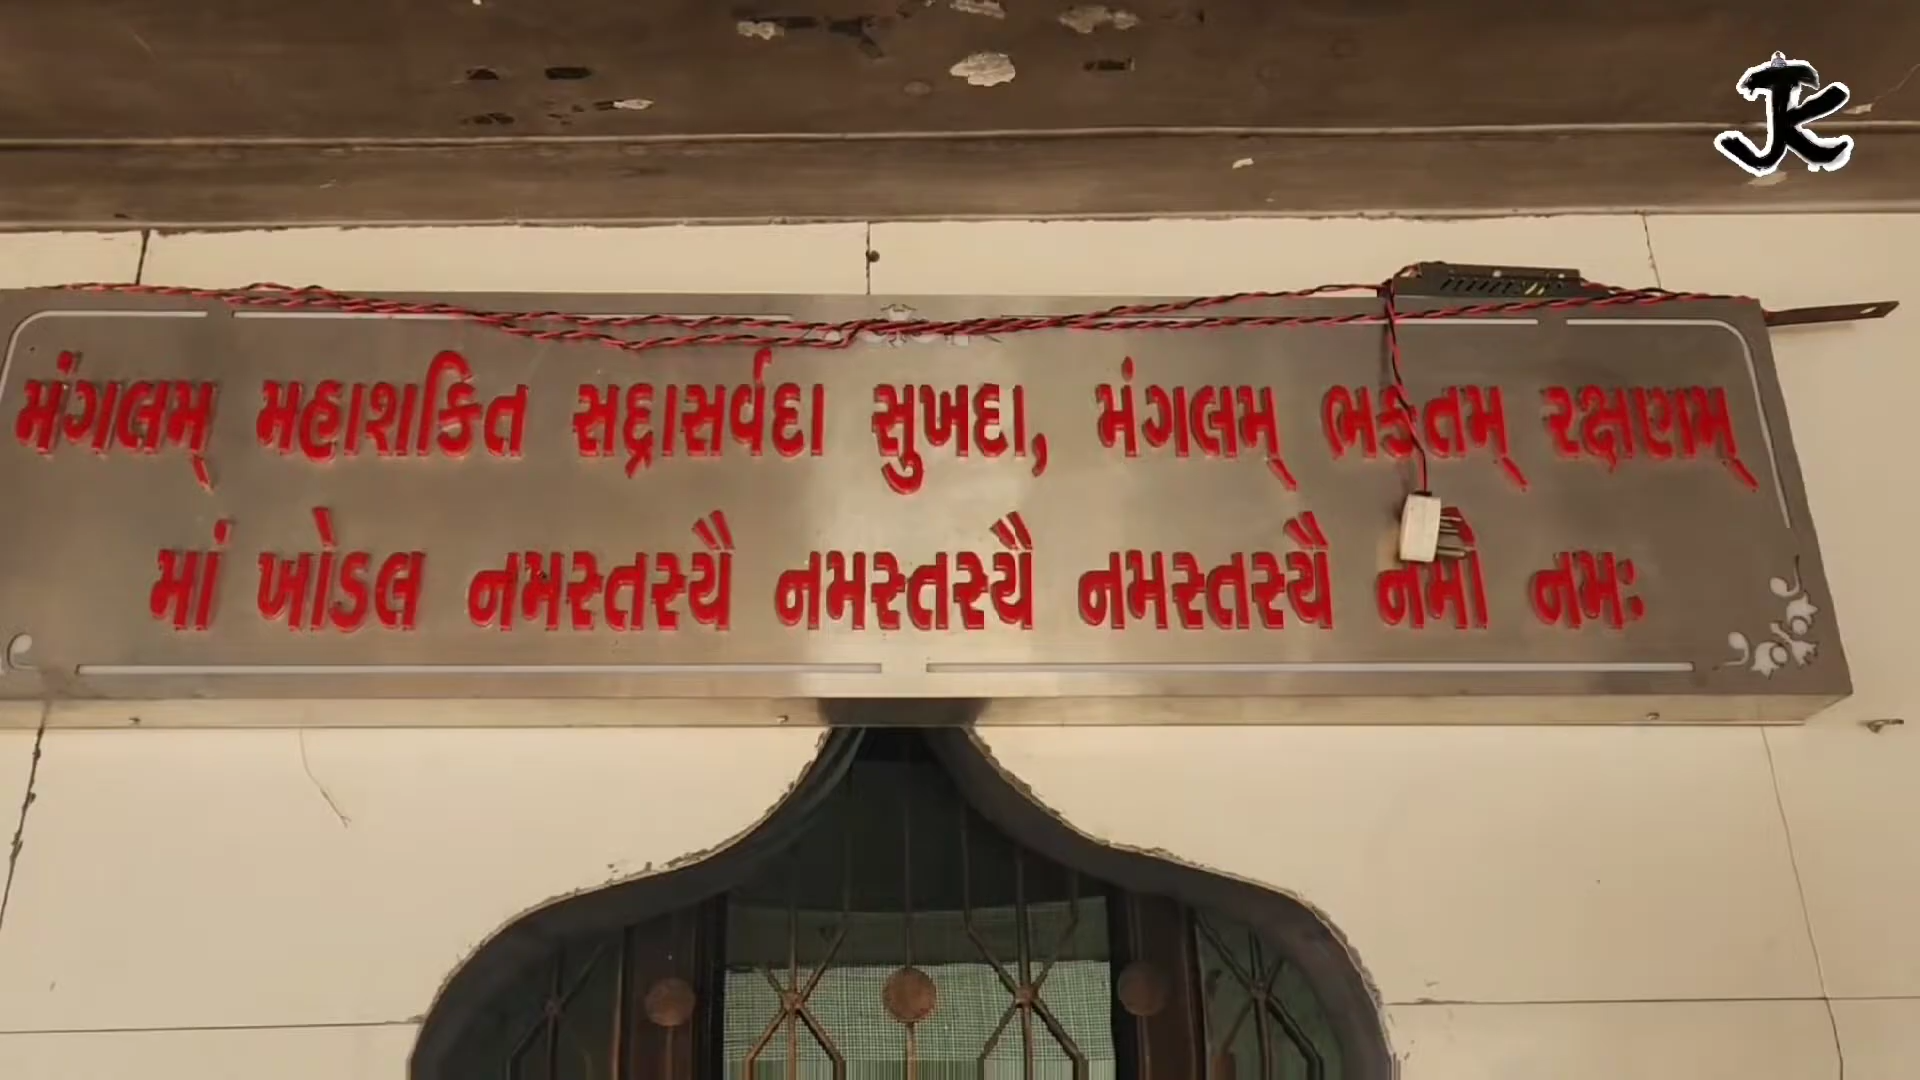 JK
મંગલમ્ મહાશકિત સદ્રાસર્વદા સુખદા, મંગલમ્ ભકતમ્ રક્ષણમ્
માં ખોડલ નમસ્તસ્યૈ નમસ્તસ્યૈ નમસ્તસ્યૈ નમો નમઃ